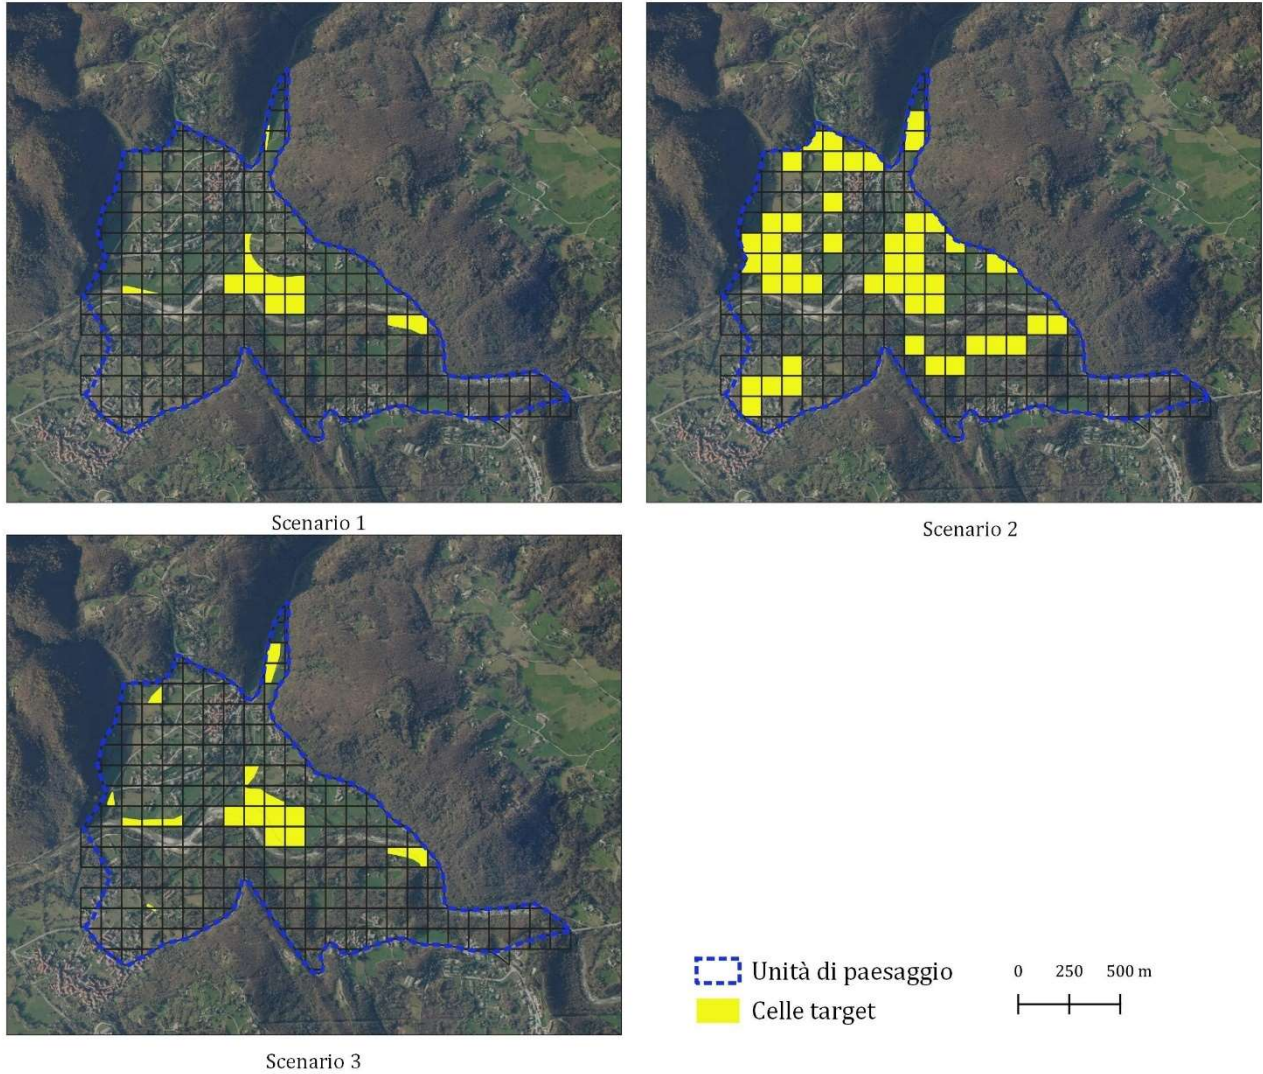 Scenario 1
Scenario 2
Scenario 3
Unità di paesaggio
Celle target
0 250 500 m